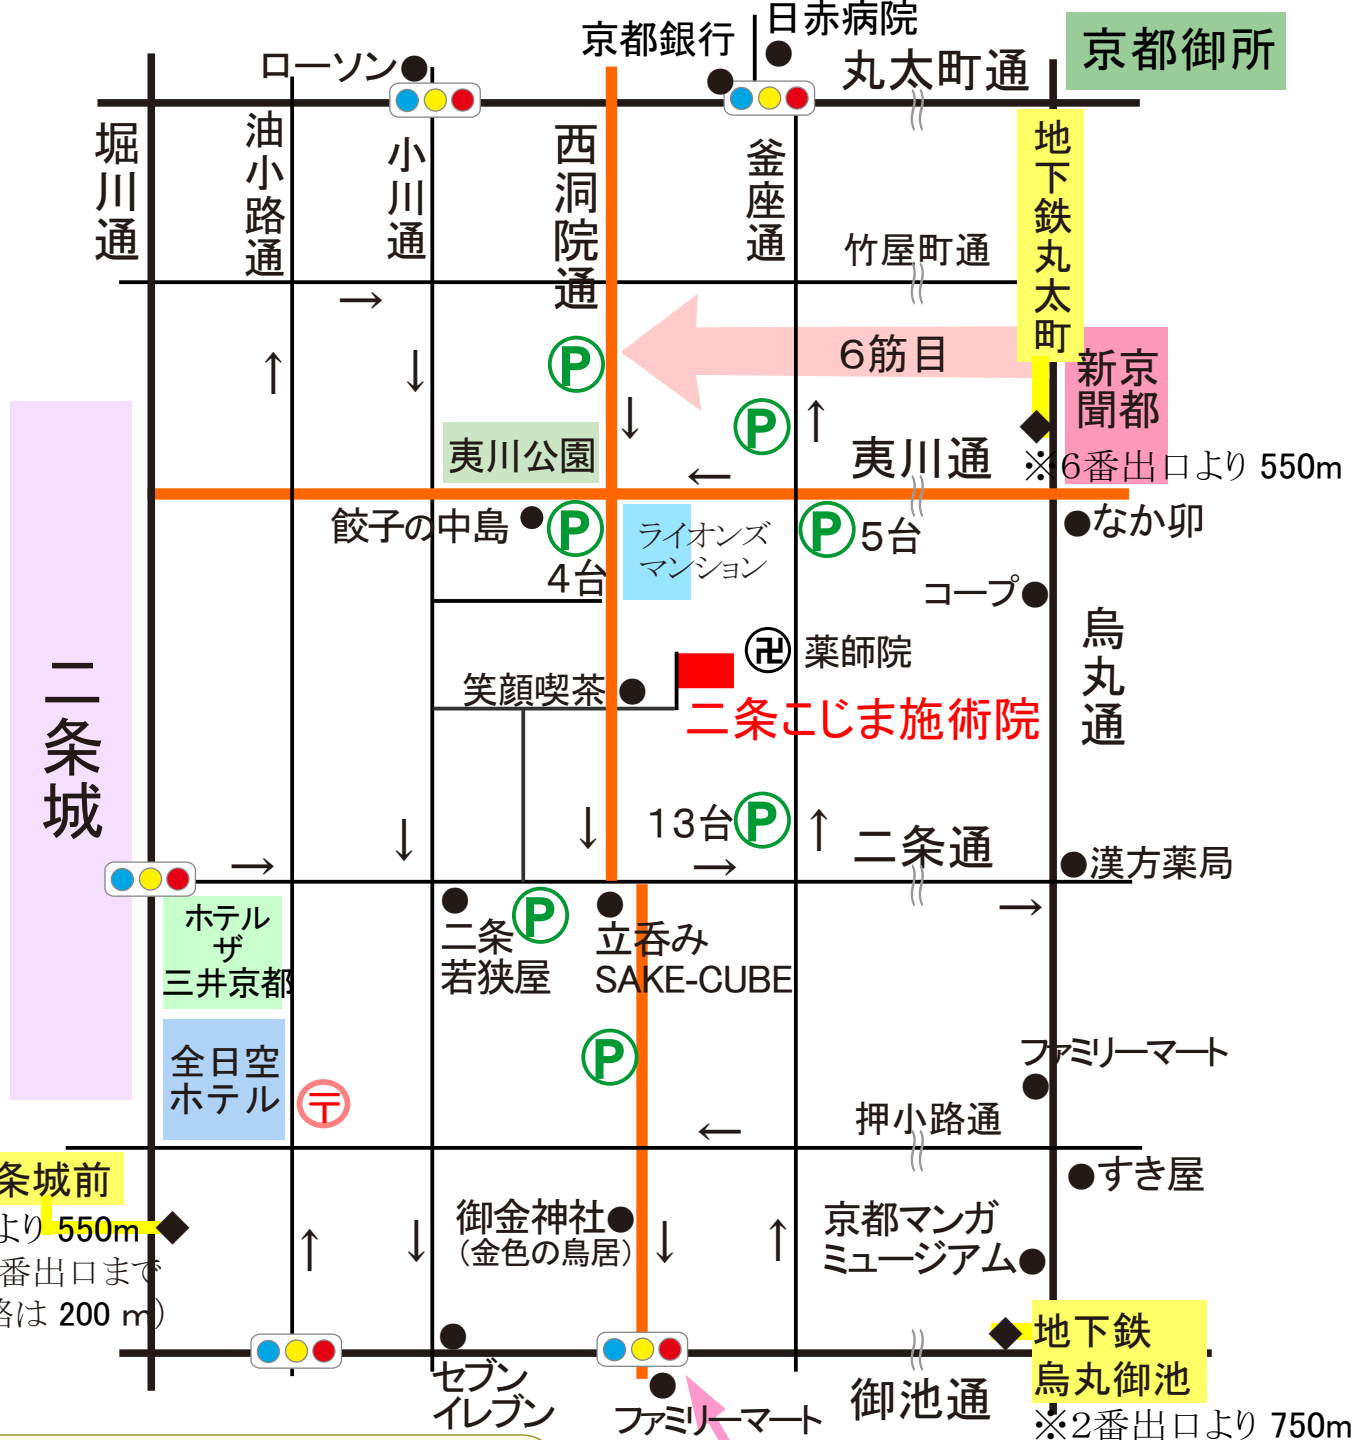 日赤病院
京都銀行
京都御所
ローソン
丸太町通
堀川通
油小路通
小川通
西洞院通
釜座通
地下鉄丸太町
竹屋町通
→
6筋目
↑
↓
P
新京
聞都
P
↑
↓
夷川公園
←
夷川通
※6番出口より 550m
餃子の中島
P
4台
ライオンズ
マンション
P
5台
なか卯
コープ
烏丸通
卍
薬師院
笑顔喫茶
二条こじま施術院
二条城
↓
↓
13台
P
↑
二条通
→
→
漢方薬局
→
ホテル
ザ
三井京都
二条
若狭屋
P
立呑み
SAKE-CUBE
全日空
ホテル
〒
P
ファミリーマート
押小路通
←
すき屋
条城前
より 550m
番出口まで
路は 200 m)
↑
↓
御金神社
(金色の鳥居)
↓
↑
京都マンガ
ミュージアム
地下鉄
烏丸御池
※2番出口より 750m
セブン
イレブン
ファミリーマート
御池通